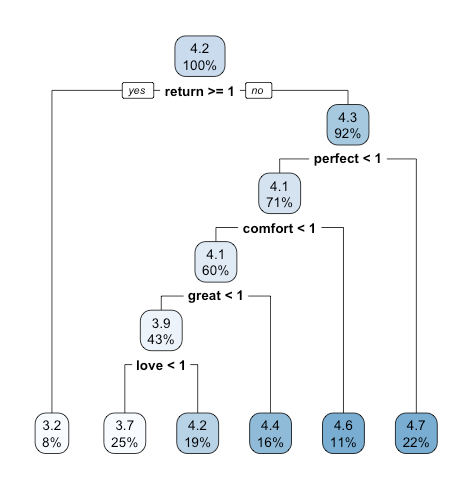 4.2
100%
yes return >= 1 no
4.3
92%
perfect < 1
4.1
71%
comfort < 1
4.1
60%
great < 1
3.9
43%
love < 1
3.2 3.7 4.2 4.4 4.6 4.7
8% 25% 19% 16% 11% 22%